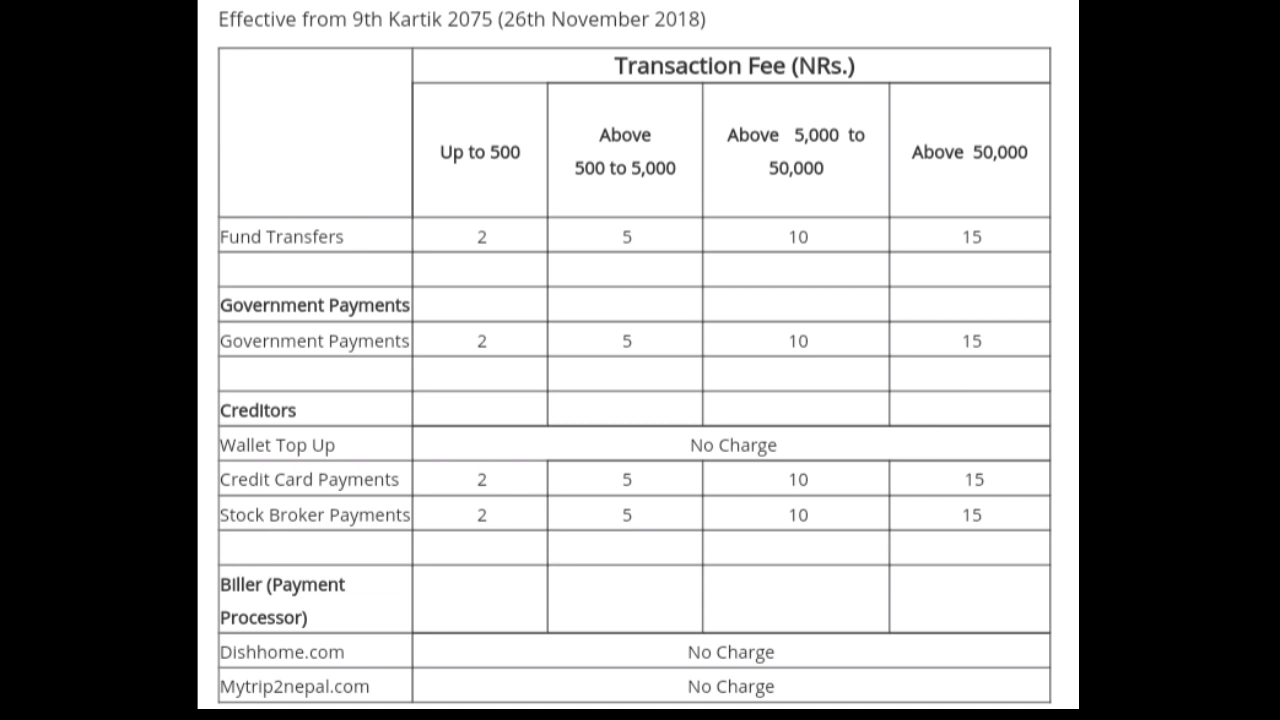 Effective from 9th Kartik 2075 (26th November 2018)
Transaction Fee (NRs.)
Up to 500
Above
500 to 5,000
Above 5,000 to
50,000
Above 50,000
Fund Transfers 2 5 10 15
Government Payments
Government Payments 2 5 10 15
Creditors
Wallet Top Up No Charge
Credit Card Payments 2 5 10 15
Stock Broker Payments 2 5 10 15
Biller (Payment
Processor)
Dishhome.com No Charge
Mytrip2nepal.com No Charge